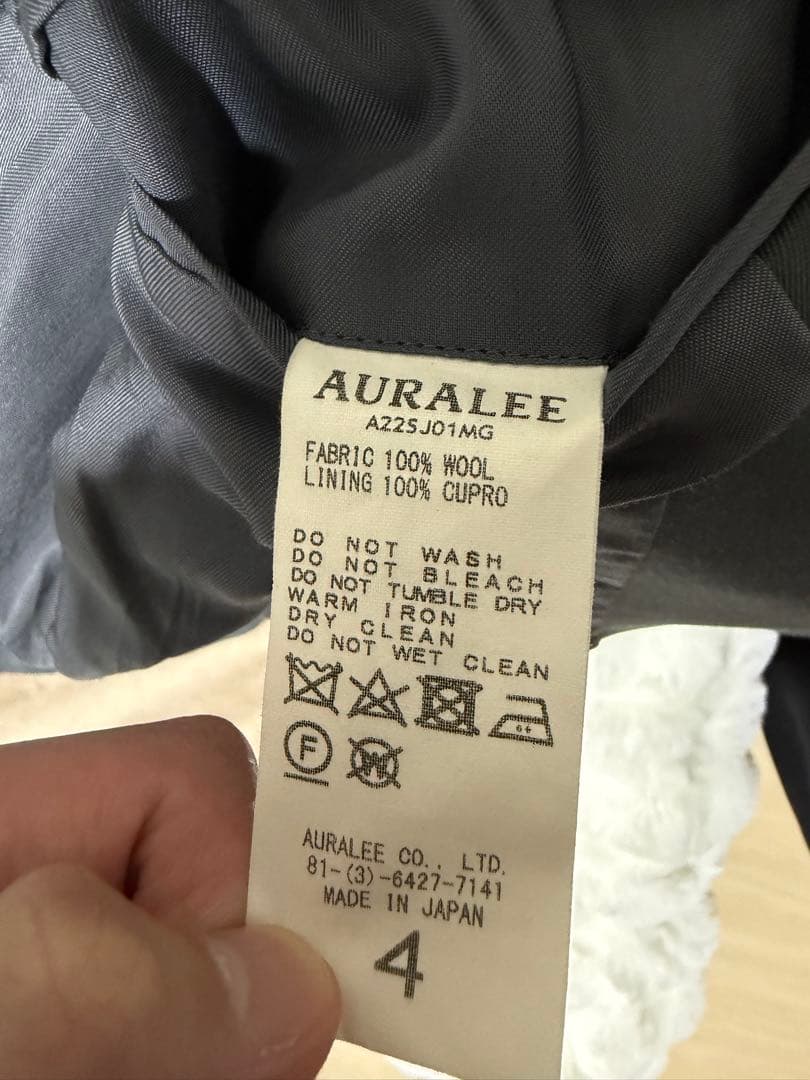 AURALEE
A22SJ01MG
FABRIC 100% WOOL
LINING 100% CUPRO
DO NOT WASH
DO NOT BLEACH
DO NOT TUMBLE DRY
WARM IRON
DRY CLEAN
DO NOT WET CLEAN
F
W
AURALEE CO., LTD.
81-(3)-6427-7141
MADE IN JAPAN
4